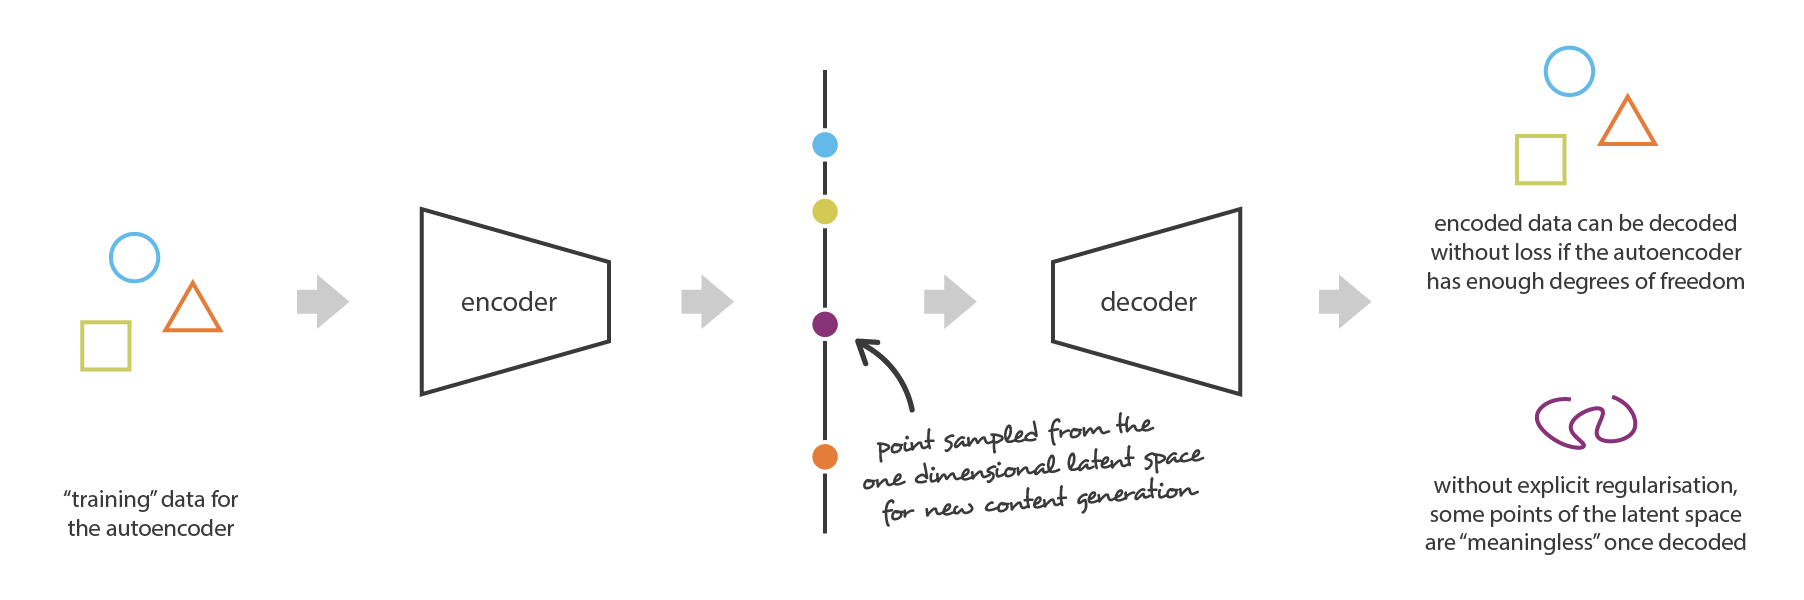 “training” data for
the autoencoder
encoder
point sampled from the
one dimensional latent space
for new content generation
decoder
encoded data can be decoded
without loss if the autoencoder
has enough degrees of freedom
without explicit regularisation,
some points of the latent space
are “meaningless” once decoded